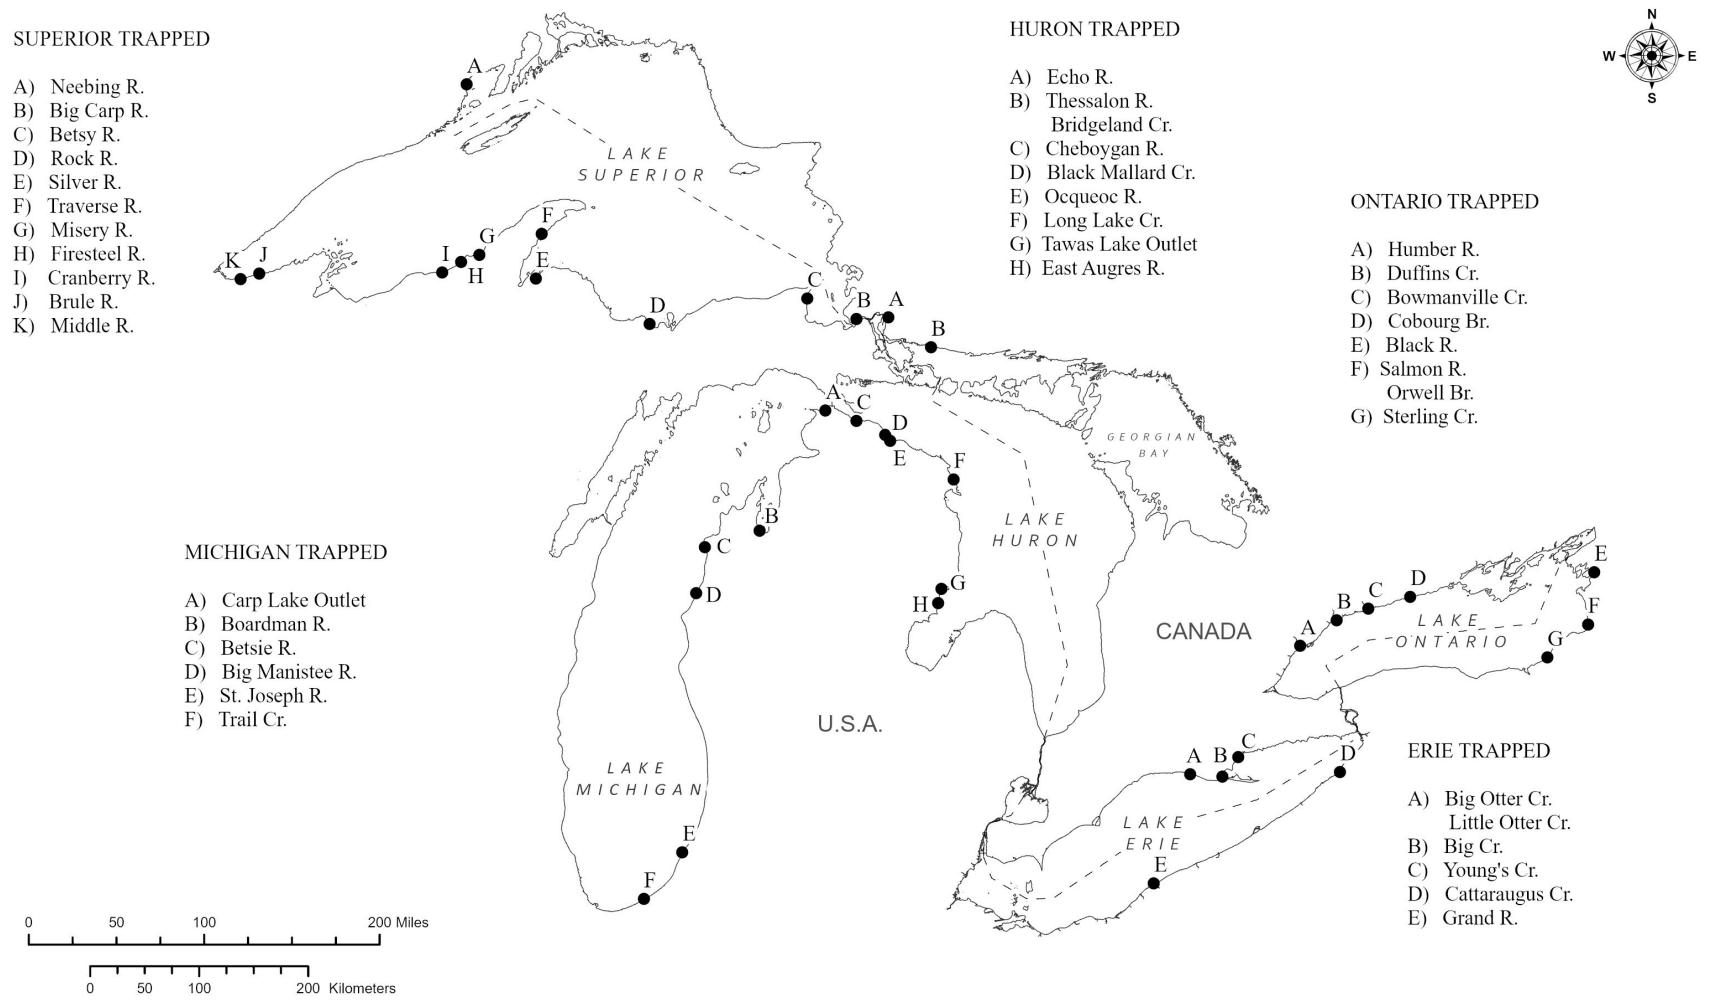 SUPERIOR TRAPPED
A) Neebing R.
B) Big Carp R.
C) Betsy R.
D) Rock R.
E) Silver R.
F) Traverse R.
G) Misery R.
H) Firesteel R.
I) Cranberry R.
J) Brule R.
K) Middle R.
HURON TRAPPED
A) Echo R.
B) Thessalon R.
Bridgeland Cr.
C) Cheboygan R.
D) Black Mallard Cr.
E) Ocqueoc R.
F) Long Lake Cr.
G) Tawas Lake Outlet
H) East Augres R.
N
W
E
S
ONTARIO TRAPPED
A) Humber R.
B) Duffins Cr.
C) Bowmanville Cr.
D) Cobourg Br.
E) Black R.
F) Salmon R.
Orwell Br.
G) Sterling Cr.
A
LAKE
SUPERIOR
F
G
I
H
E
J
K
D
C
B
A
B
A
C
D
E
F
GEORGIAN
BAY
LAKE
HURON
B
C
D
G
H
MICHIGAN TRAPPED
A) Carp Lake Outlet
B) Boardman R.
C) Betsie R.
D) Big Manistee R.
E) St. Joseph R.
F) Trail Cr.
CANADA
U.S.A.
E
D
C
B
A
F
G
LAKE
ONTARIO
LAKE
MICHIGAN
E
F
A
B
C
D
LAKE
ERIE
E
ERIE TRAPPED
A) Big Otter Cr.
Little Otter Cr.
B) Big Cr.
C) Young's Cr.
D) Cattaraugus Cr.
E) Grand R.
0 50 100 200 Miles
0 50 100 200 Kilometers